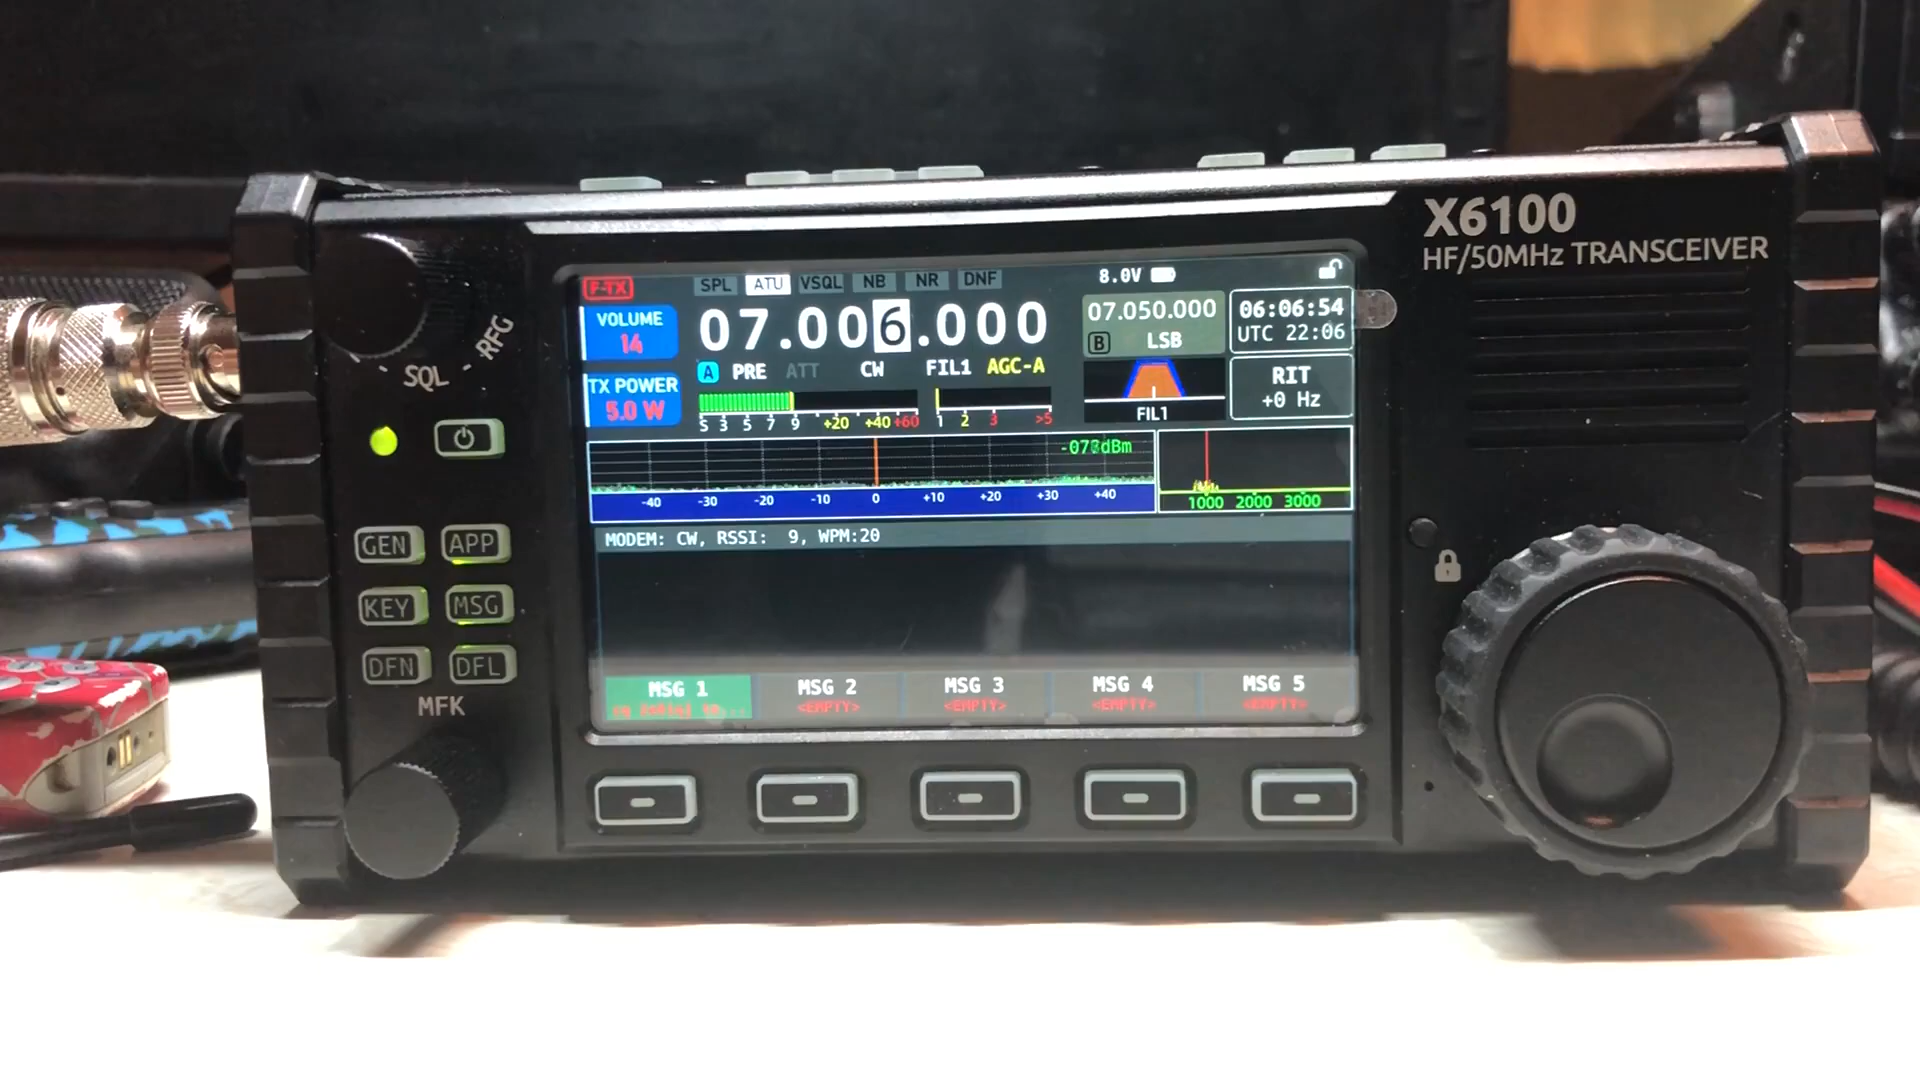 X6100
HF/50MHz TRANSCEIVER
F-TX
SPL ATU VSQL NB NR DNF
8.0V
VOLUME
14
07.006.000
07.050.000
B LSB
06:06:54
UTC 22:06
A PRE ATT CW FIL1 AGC-A
TX POWER
5.0 W
S 3 5 7 9 +20 +40 +60
1 2 3 >5
FIL1
RIT
+0 Hz
dBm
-40 -30 -20 -10 0 +10 +20 +30 +40
1000 2000 3000
MODEM: CW, RSSI: 9, WPM:20
MSG 1
MSG 2
<EMPTY>
MSG 3
<EMPTY>
MSG 4
<EMPTY>
MSG 5
<EMPTY>
SQL RFG
GEN APP
KEY MSG
DFN DFL
MFK